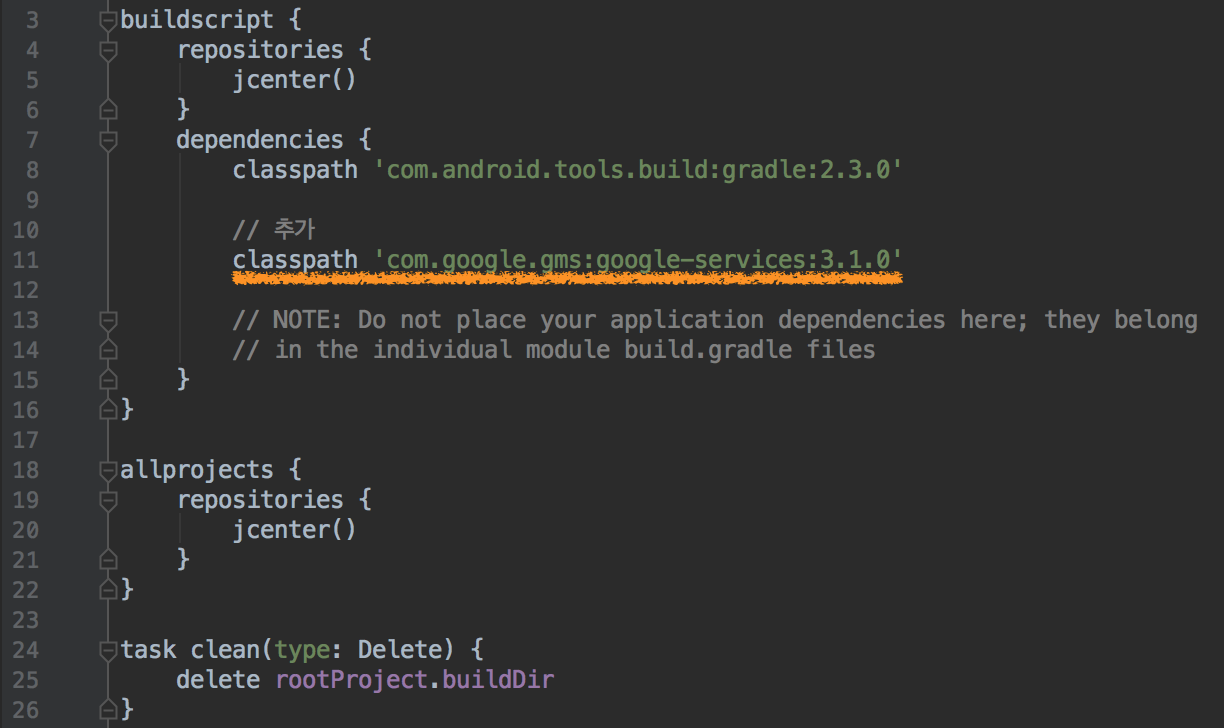 3 buildscript {
4 repositories {
5 jcenter()
6 }
7 dependencies {
8 classpath 'com.android.tools.build:gradle:2.3.0'
9
10 // 추가
11 classpath 'com.google.gms:google-services:3.1.0'
12
13 // NOTE: Do not place your application dependencies here; they belong
14 // in the individual module build.gradle files
15 }
16 }
17
18 allprojects {
19 repositories {
20 jcenter()
21 }
22 }
23
24 task clean(type: Delete) {
25 delete rootProject.buildDir
26 }